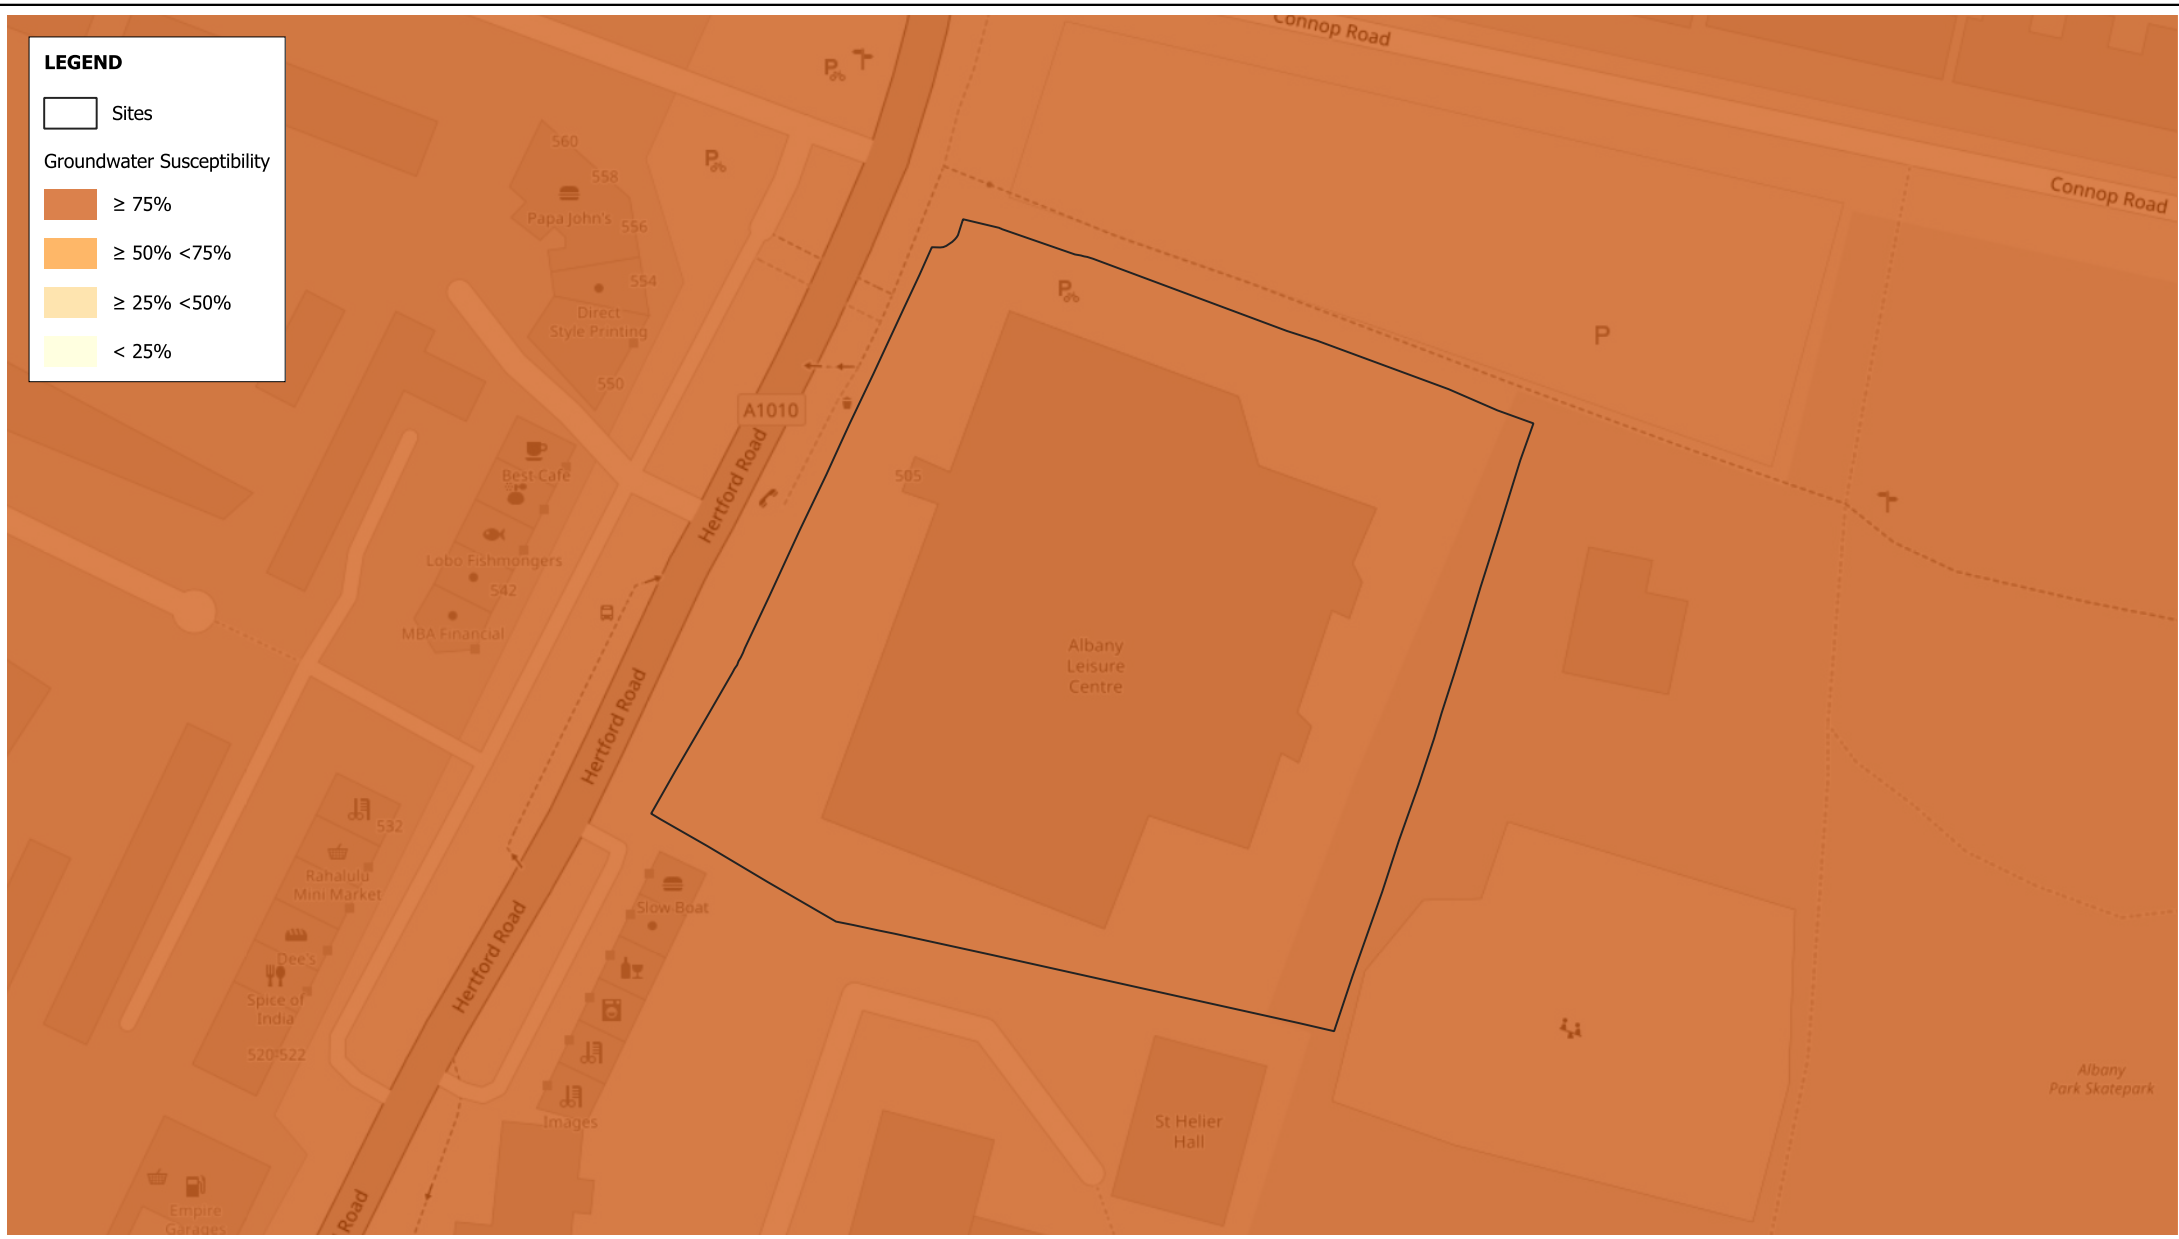 LEGEND
Sites
Groundwater Susceptibility
≥ 75%
≥ 50% <75%
≥ 25% <50%
< 25%
Connop Road
Connop Road
P
P
560
558
Papa John's
556
554
Direct
Style Printing
550
A1010
Hertford Road
Best Cafe
Lobo Fishmongers
542
MBA Financial
505
P
P
Albany
Leisure
Centre
Hertford Road
532
Rahalulu
Mini Market
Dee's
Spice of
India
520-522
Hertford Road
Slow Boat
Images
St Helier
Hall
Albany
Park Skatepark
Empire
Garages
Road